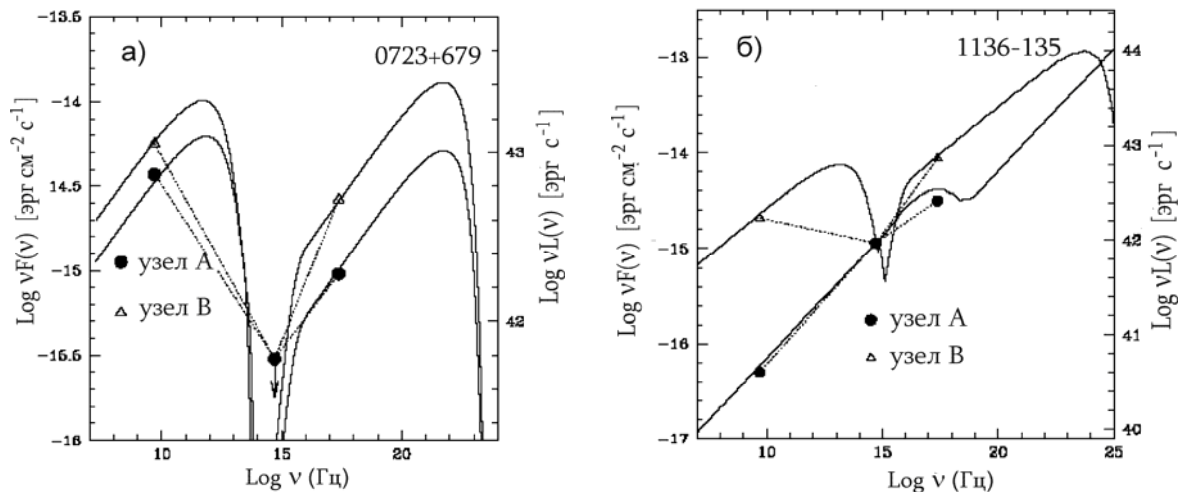 а)
0723+679
-13.5
-14
-14.5
-15
-15.5
-16
Log νF(ν) [эрг см⁻² с⁻¹]
43
42
Log νL(ν) [эрг с⁻¹]
узел A
узел B
10
15
20
Log ν (Гц)
б)
1136-135
-13
-14
-15
-16
-17
Log νF(ν) [эрг см⁻² с⁻¹]
44
43
42
41
40
Log νL(ν) [эрг с⁻¹]
узел A
узел B
10
15
20
25
Log ν (Гц)